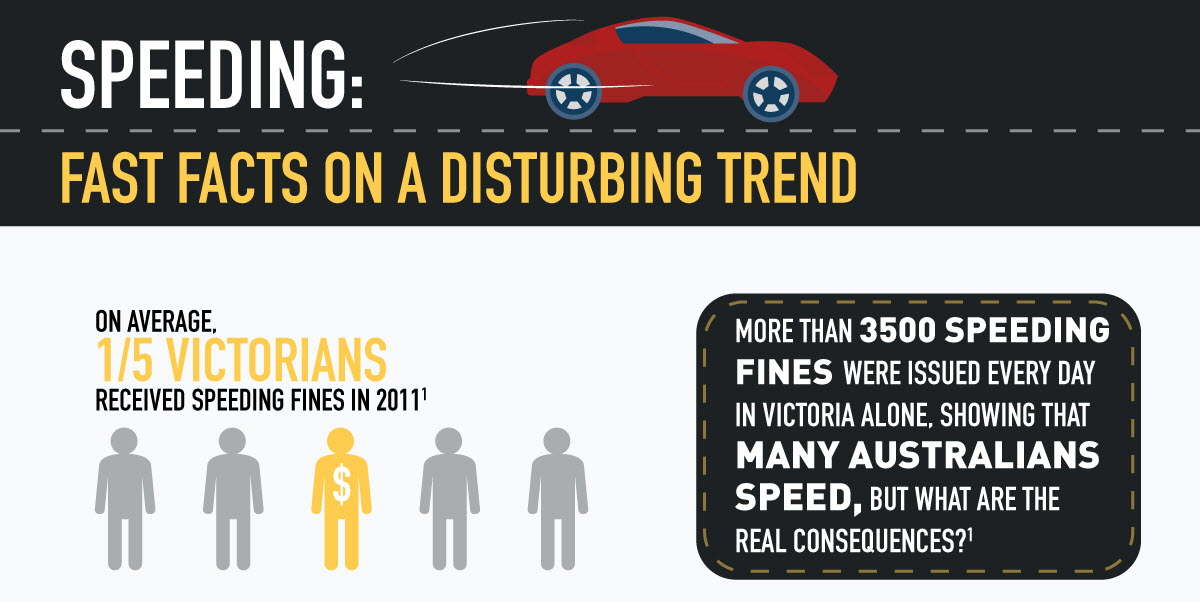 SPEEDING:
FAST FACTS ON A DISTURBING TREND
ON AVERAGE,
1/5 VICTORIANS
RECEIVED SPEEDING FINES IN 2011¹
$
MORE THAN 3500 SPEEDING
FINES WERE ISSUED EVERY DAY
IN VICTORIA ALONE, SHOWING THAT
MANY AUSTRALIANS
SPEED, BUT WHAT ARE THE
REAL CONSEQUENCES?¹